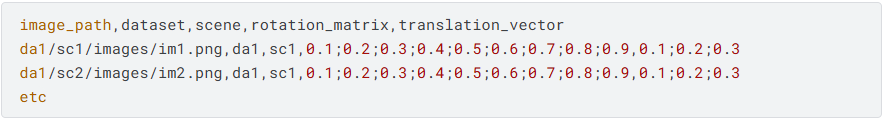 image_path,dataset,scene,rotation_matrix,translation_vector
da1/sc1/images/im1.png,da1,sc1,0.1;0.2;0.3;0.4;0.5;0.6;0.7;0.8;0.9,0.1;0.2;0.3
da1/sc2/images/im2.png,da1,sc1,0.1;0.2;0.3;0.4;0.5;0.6;0.7;0.8;0.9,0.1;0.2;0.3
etc